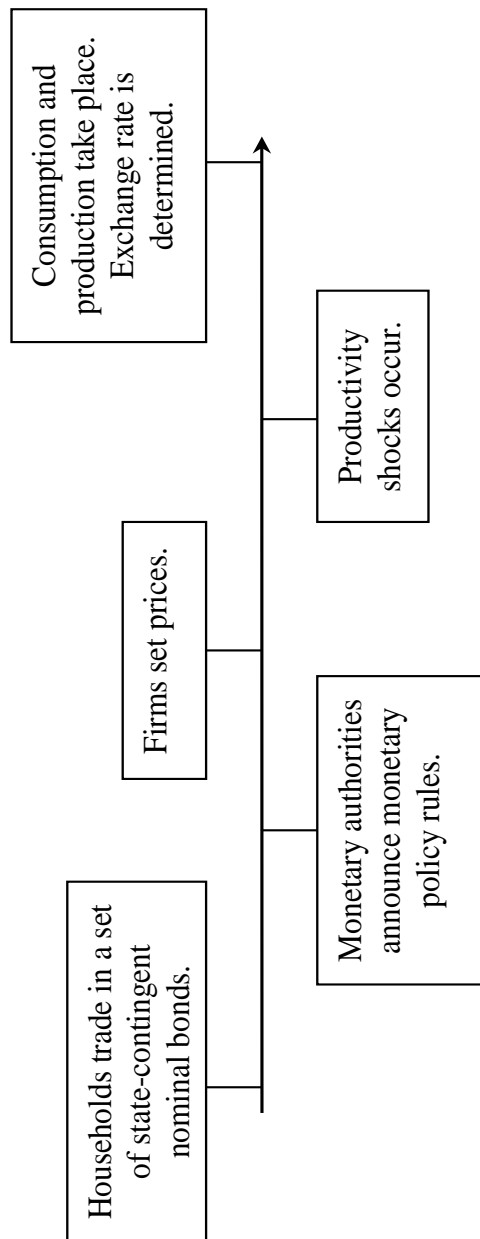 Households trade in a set
of state-contingent
nominal bonds.
Monetary authorities
announce monetary
policy rules.
Firms set prices.
Productivity
shocks occur.
Consumption and
production take place.
Exchange rate is
determined.